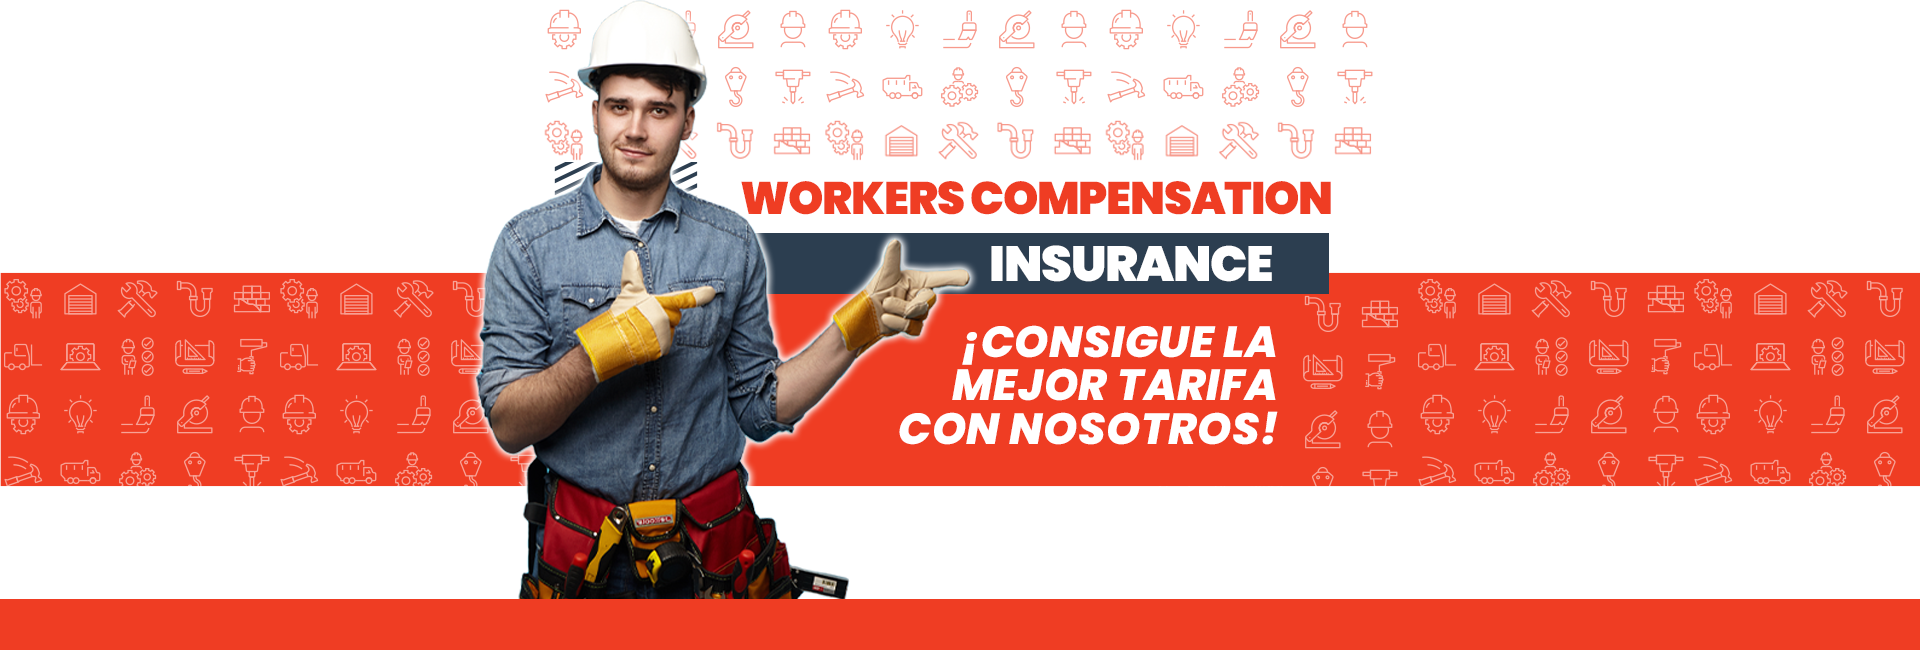 WORKERS COMPENSATION
INSURANCE
¡CONSIGUE LA
MEJOR TARIFA
CON NOSOTROS!